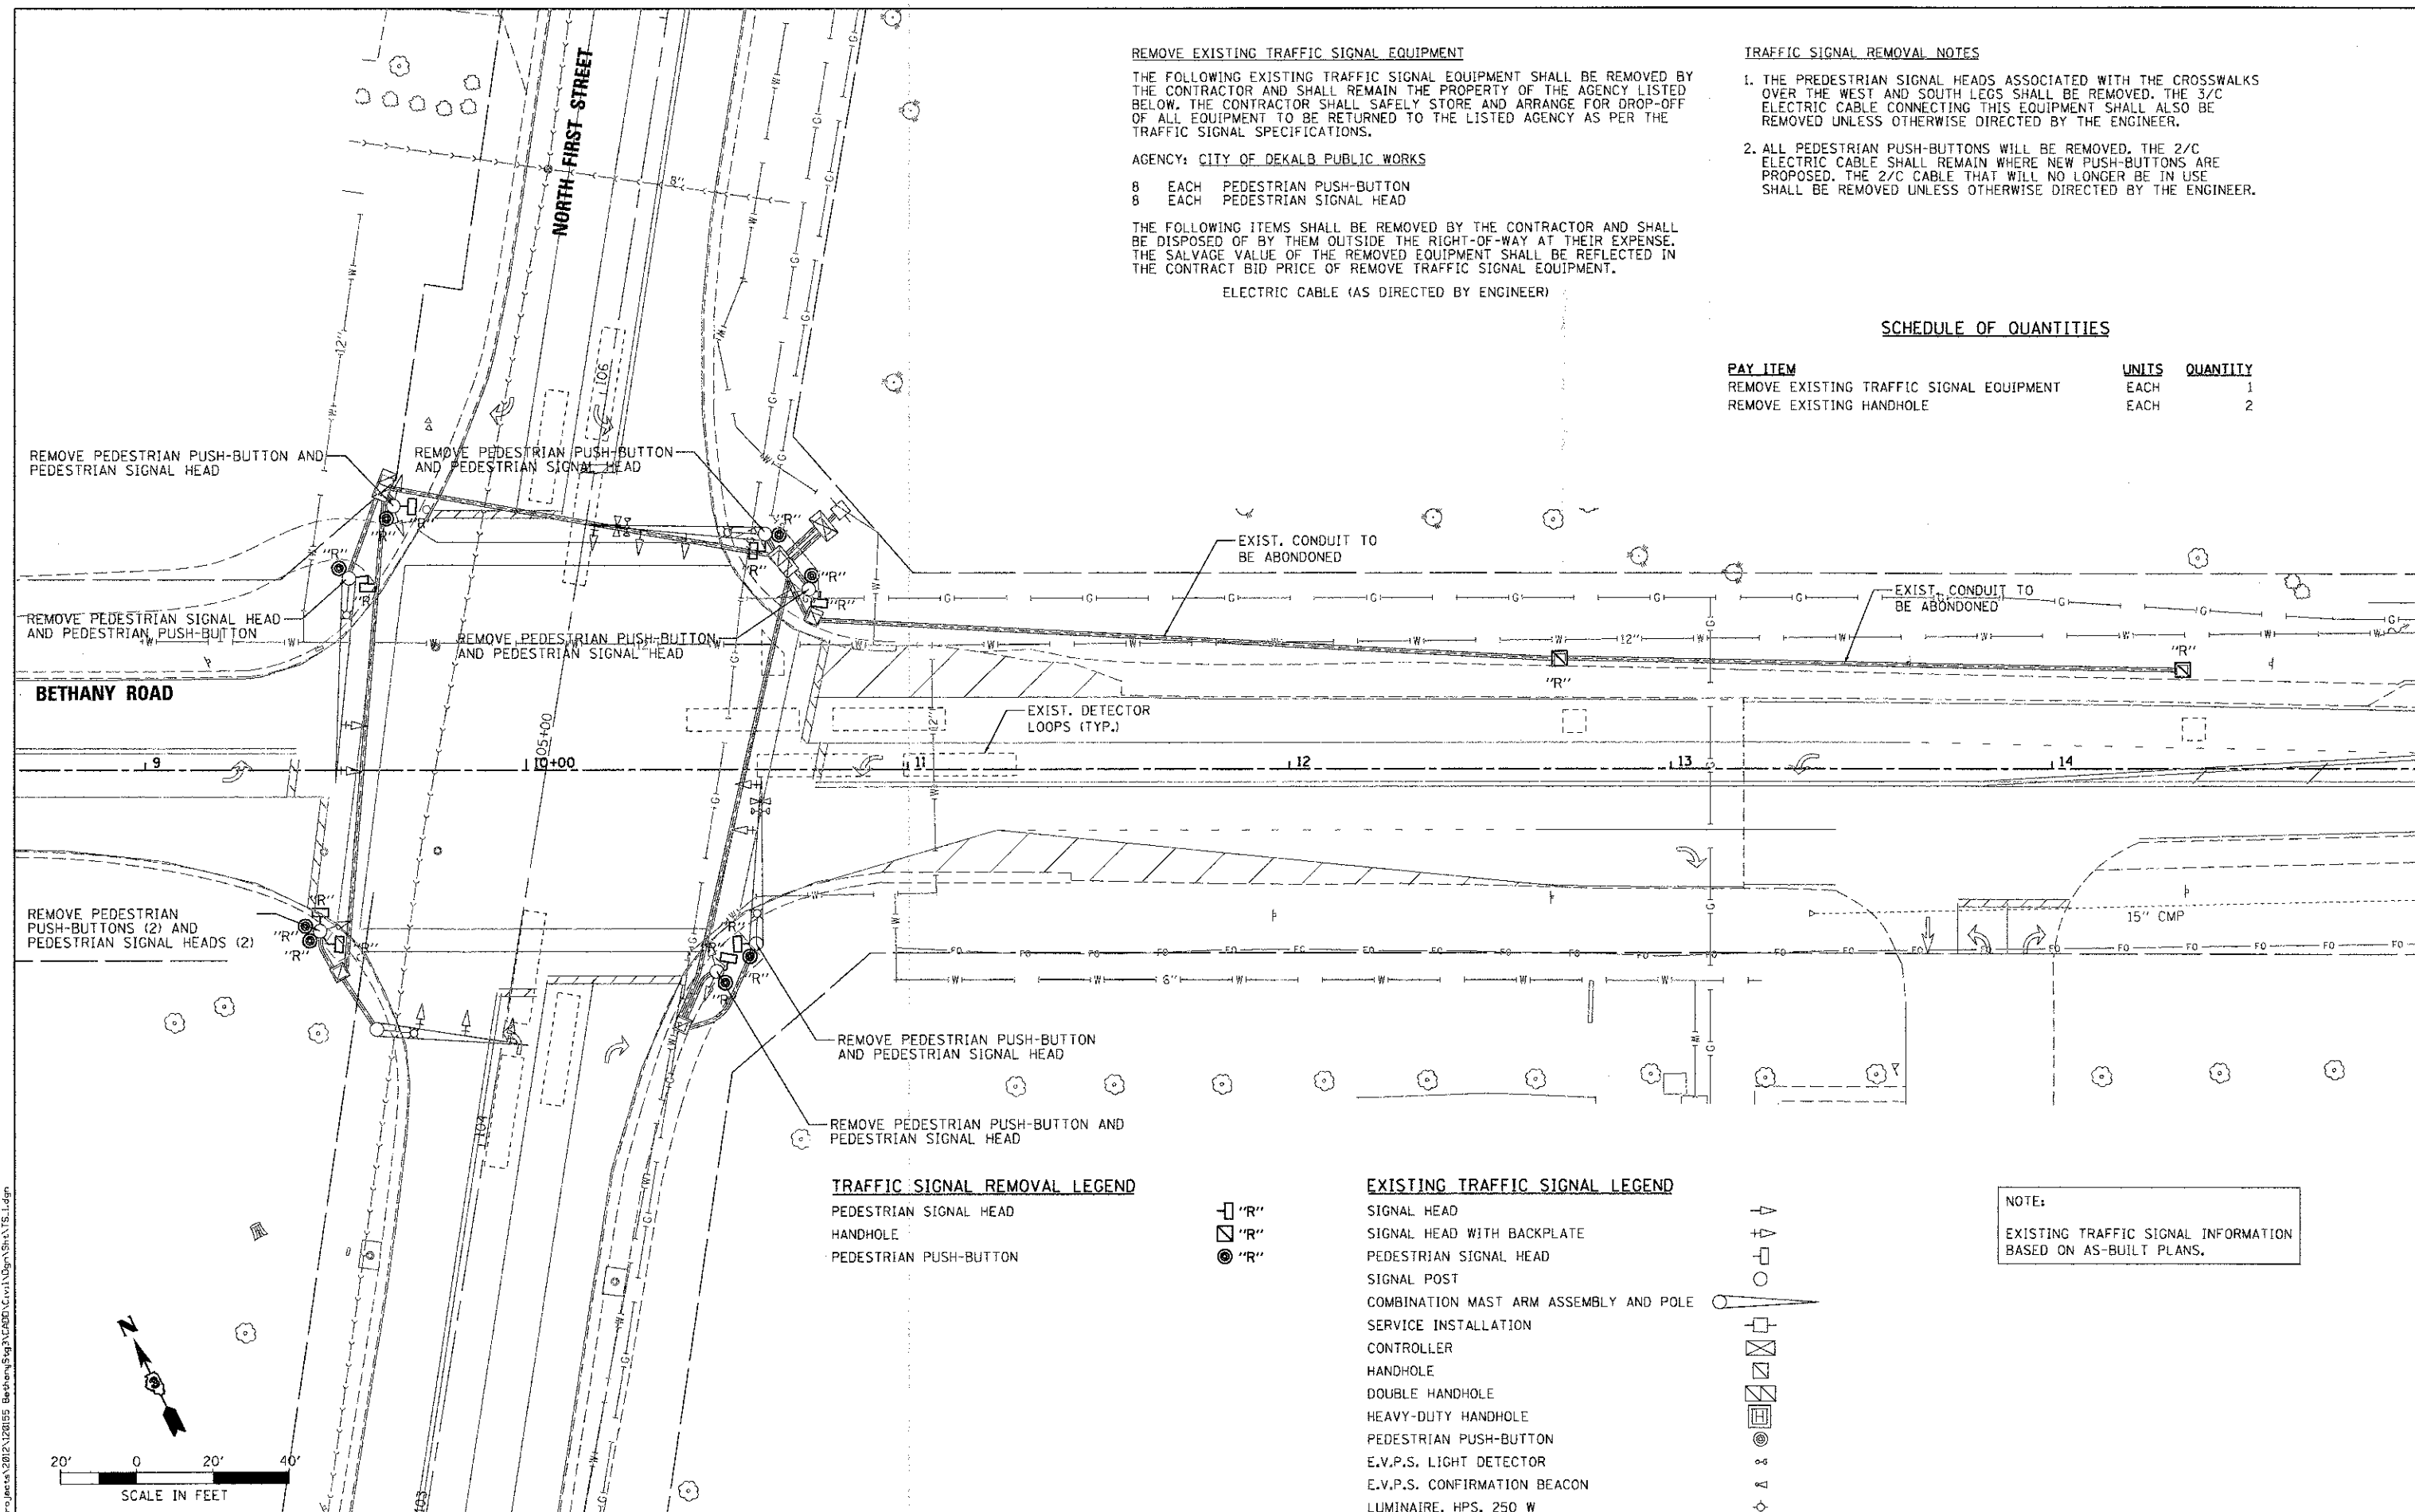 REMOVE EXISTING TRAFFIC SIGNAL EQUIPMENT
THE FOLLOWING EXISTING TRAFFIC SIGNAL EQUIPMENT SHALL BE REMOVED BY
THE CONTRACTOR AND SHALL REMAIN THE PROPERTY OF THE AGENCY LISTED
BELOW. THE CONTRACTOR SHALL SAFELY STORE AND ARRANGE FOR DROP-OFF
OF ALL EQUIPMENT TO BE RETURNED TO THE LISTED AGENCY AS PER THE
TRAFFIC SIGNAL SPECIFICATIONS.
AGENCY: CITY OF DEKALB PUBLIC WORKS
8 EACH PEDESTRIAN PUSH-BUTTON
8 EACH PEDESTRIAN SIGNAL HEAD
THE FOLLOWING ITEMS SHALL BE REMOVED BY THE CONTRACTOR AND SHALL
BE DISPOSED OF BY THEM OUTSIDE THE RIGHT-OF-WAY AT THEIR EXPENSE.
THE SALVAGE VALUE OF THE REMOVED EQUIPMENT SHALL BE REFLECTED IN
THE CONTRACT BID PRICE OF REMOVE TRAFFIC SIGNAL EQUIPMENT.
ELECTRIC CABLE (AS DIRECTED BY ENGINEER)
TRAFFIC SIGNAL REMOVAL NOTES
1. THE PREDESTRIAN SIGNAL HEADS ASSOCIATED WITH THE CROSSWALKS
OVER THE WEST AND SOUTH LEGS SHALL BE REMOVED. THE 3/C
ELECTRIC CABLE CONNECTING THIS EQUIPMENT SHALL ALSO BE
REMOVED UNLESS OTHERWISE DIRECTED BY THE ENGINEER.
2. ALL PEDESTRIAN PUSH-BUTTONS WILL BE REMOVED. THE 2/C
ELECTRIC CABLE SHALL REMAIN WHERE NEW PUSH-BUTTONS ARE
PROPOSED. THE 2/C CABLE THAT WILL NO LONGER BE IN USE
SHALL BE REMOVED UNLESS OTHERWISE DIRECTED BY THE ENGINEER.
SCHEDULE OF QUANTITIES
PAY ITEM UNITS QUANTITY
REMOVE EXISTING TRAFFIC SIGNAL EQUIPMENT EACH 1
REMOVE EXISTING HANDHOLE EACH 2
NORTH FIRST STREET
8"
12"
106
REMOVE PEDESTRIAN PUSH-BUTTON AND
PEDESTRIAN SIGNAL HEAD
REMOVE PEDESTRIAN PUSH-BUTTON
AND PEDESTRIAN SIGNAL HEAD
"R"
"R"
"R"
"R"
"R"
"R"
"R"
"R"
EXIST. CONDUIT TO
BE ABONDONED
EXIST. CONDUIT TO
BE ABONDONED
REMOVE PEDESTRIAN SIGNAL HEAD
AND PEDESTRIAN PUSH-BUTTON
REMOVE PEDESTRIAN PUSH-BUTTON
AND PEDESTRIAN SIGNAL HEAD
12"
"R"
"R"
BETHANY ROAD
EXIST. DETECTOR
LOOPS (TYP.)
12"
105+00
9
10+00
11
12
13
14
REMOVE PEDESTRIAN
PUSH-BUTTONS (2) AND
PEDESTRIAN SIGNAL HEADS (2)
"R"
"R"
"R"
"R"
"R"
"R"
"R"
"R"
15" CMP
6"
104
REMOVE PEDESTRIAN PUSH-BUTTON
AND PEDESTRIAN SIGNAL HEAD
REMOVE PEDESTRIAN PUSH-BUTTON AND
PEDESTRIAN SIGNAL HEAD
TRAFFIC SIGNAL REMOVAL LEGEND
PEDESTRIAN SIGNAL HEAD "R"
HANDHOLE "R"
PEDESTRIAN PUSH-BUTTON "R"
EXISTING TRAFFIC SIGNAL LEGEND
SIGNAL HEAD
SIGNAL HEAD WITH BACKPLATE
PEDESTRIAN SIGNAL HEAD
SIGNAL POST
COMBINATION MAST ARM ASSEMBLY AND POLE
SERVICE INSTALLATION
CONTROLLER
HANDHOLE
DOUBLE HANDHOLE
HEAVY-DUTY HANDHOLE
H
PEDESTRIAN PUSH-BUTTON
E.V.P.S. LIGHT DETECTOR
E.V.P.S. CONFIRMATION BEACON
LUMINAIRE, HPS, 250 W
NOTE:
EXISTING TRAFFIC SIGNAL INFORMATION
BASED ON AS-BUILT PLANS.
N
20' 0 20' 40'
SCALE IN FEET
103